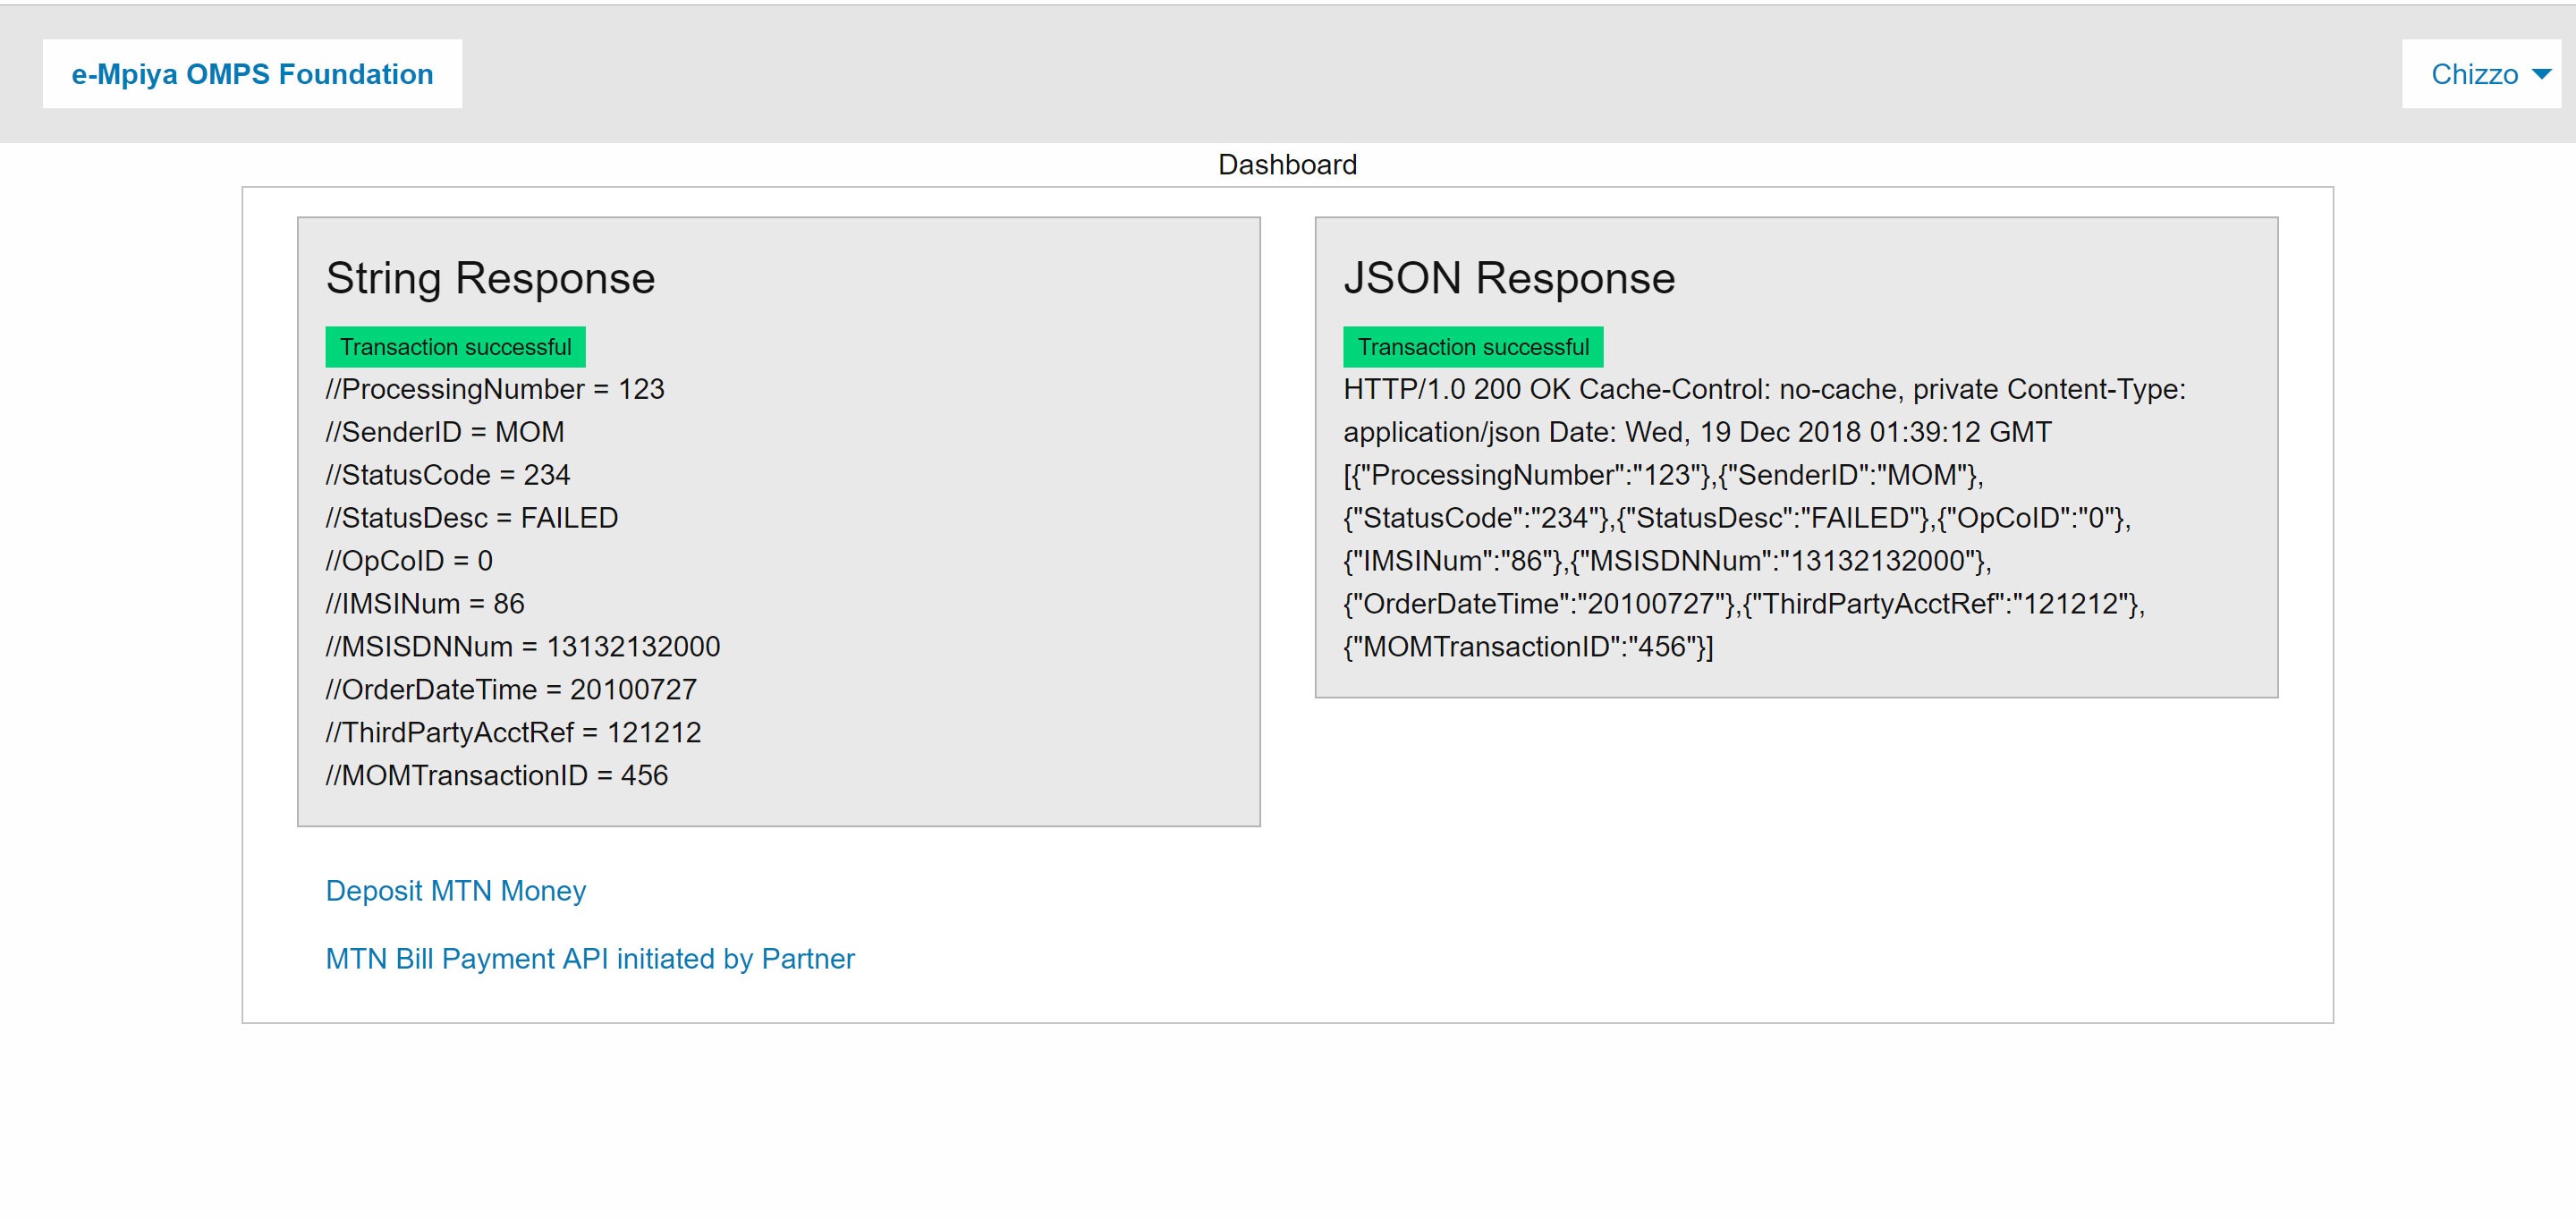 e-Mpiya OMPS Foundation
Chizzo
Dashboard
String Response
Transaction successful
//ProcessingNumber = 123
//SenderID = MOM
//StatusCode = 234
//StatusDesc = FAILED
//OpCoID = 0
//IMSINum = 86
//MSISDNNum = 13132132000
//OrderDateTime = 20100727
//ThirdPartyAcctRef = 121212
//MOMTransactionID = 456
JSON Response
Transaction successful
HTTP/1.0 200 OK Cache-Control: no-cache, private Content-Type:
application/json Date: Wed, 19 Dec 2018 01:39:12 GMT
[{"ProcessingNumber":"123"},{"SenderID":"MOM"},
{"StatusCode":"234"},{"StatusDesc":"FAILED"},{"OpCoID":"0"},
{"IMSINum":"86"},{"MSISDNNum":"13132132000"},
{"OrderDateTime":"20100727"},{"ThirdPartyAcctRef":"121212"},
{"MOMTransactionID":"456"}]
Deposit MTN Money
MTN Bill Payment API initiated by Partner